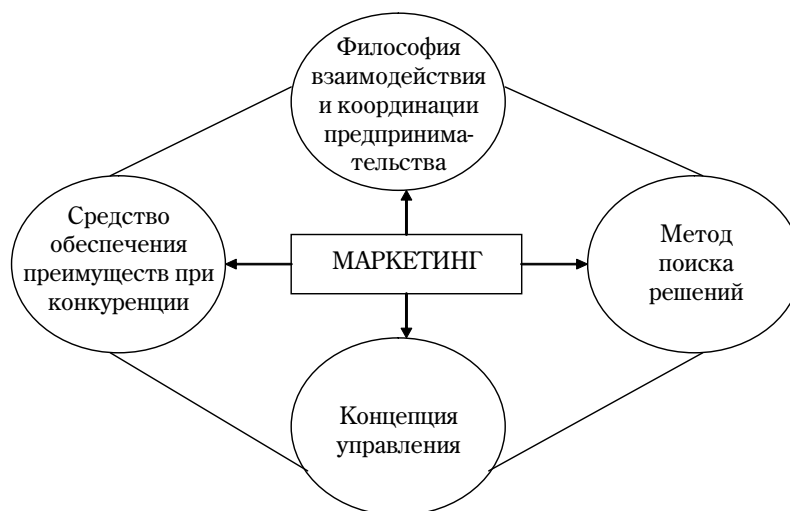 Философия
взаимодействия
и координации
предпринима-
тельства
Средство
обеспечения
преимуществ при
конкуренции
МАРКЕТИНГ
Метод
поиска
решений
Концепция
управления